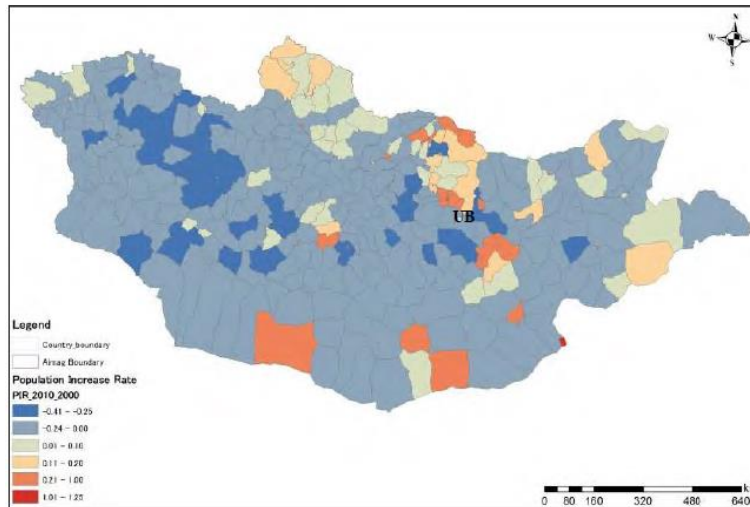 N
W
S
UB
Legend
Country_boundary
Aimag Boundary
Population Increase Rate
PIR_2010_2000
-0.41 - -0.25
-0.24 - 0.00
0.01 - 0.10
0.11 - 0.20
0.21 - 1.00
1.01 - 1.25
0 80 160 320 480 640